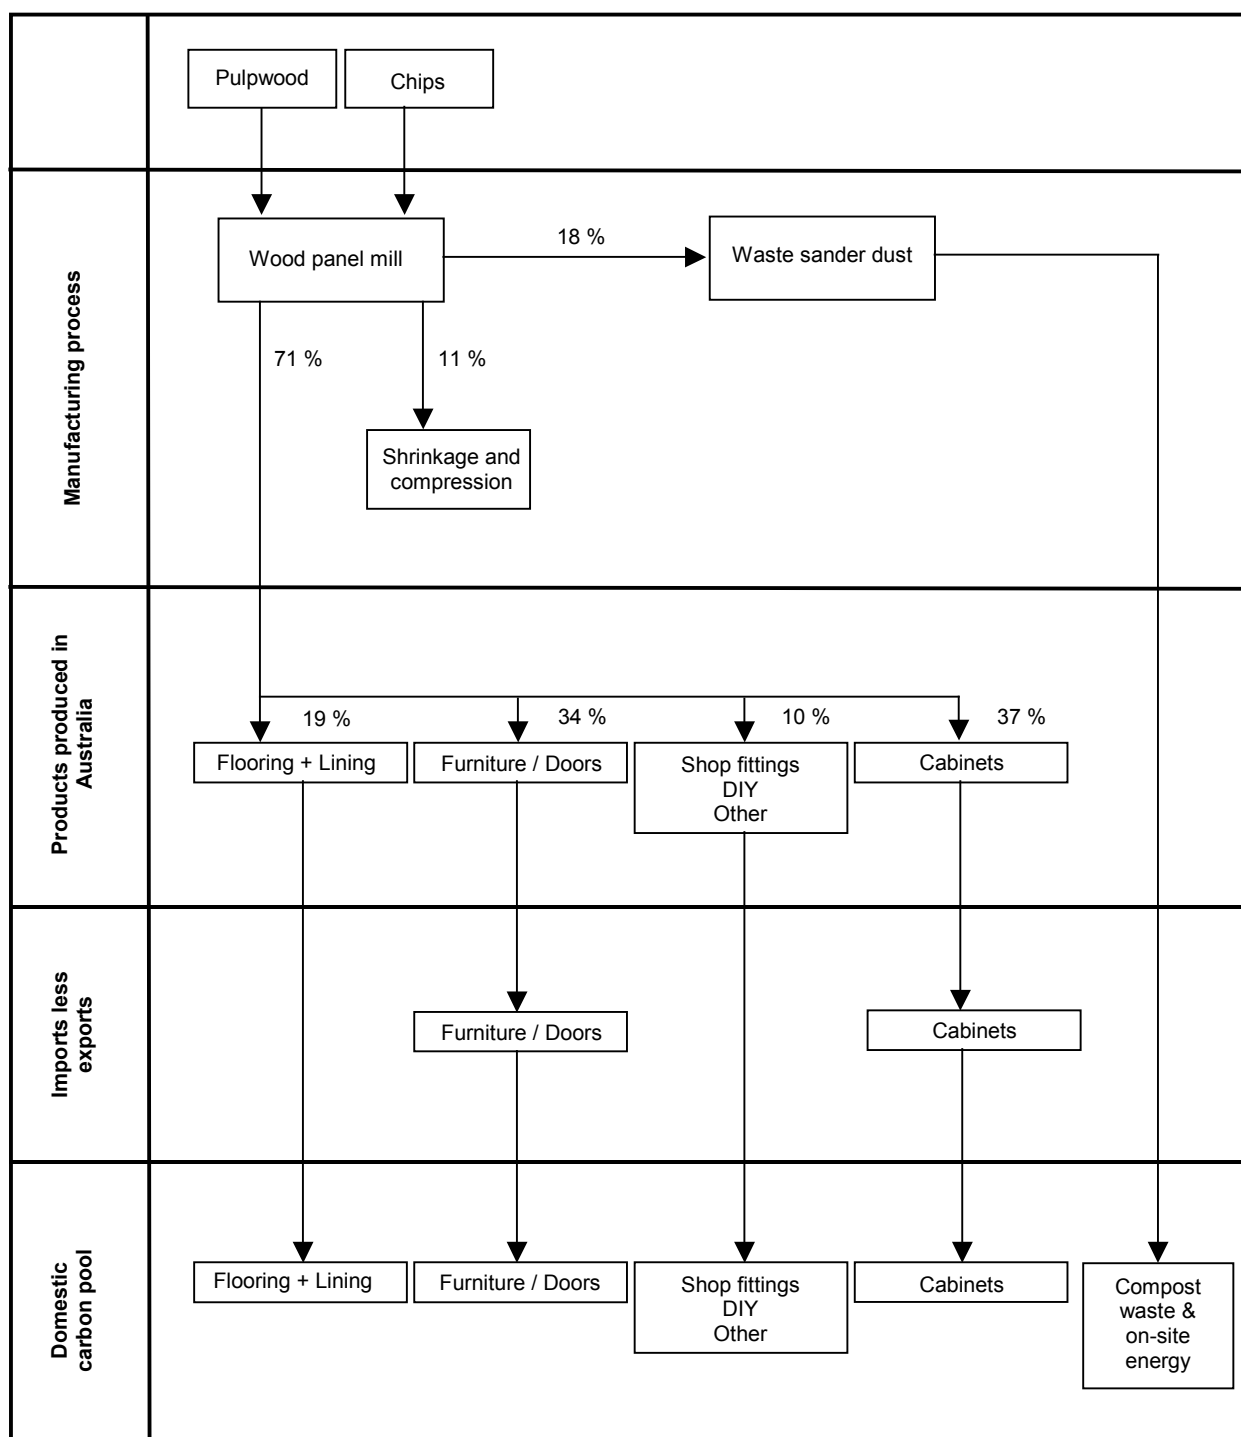 Pulpwood
Chips
Manufacturing process
Wood panel mill
18 %
Waste sander dust
71 %
11 %
Shrinkage and
compression
Products produced in
Australia
19 %
34 %
10 %
37 %
Flooring + Lining
Furniture / Doors
Shop fittings
DIY
Other
Cabinets
Imports less
exports
Furniture / Doors
Cabinets
Domestic
carbon pool
Flooring + Lining
Furniture / Doors
Shop fittings
DIY
Other
Cabinets
Compost
waste &
on-site
energy